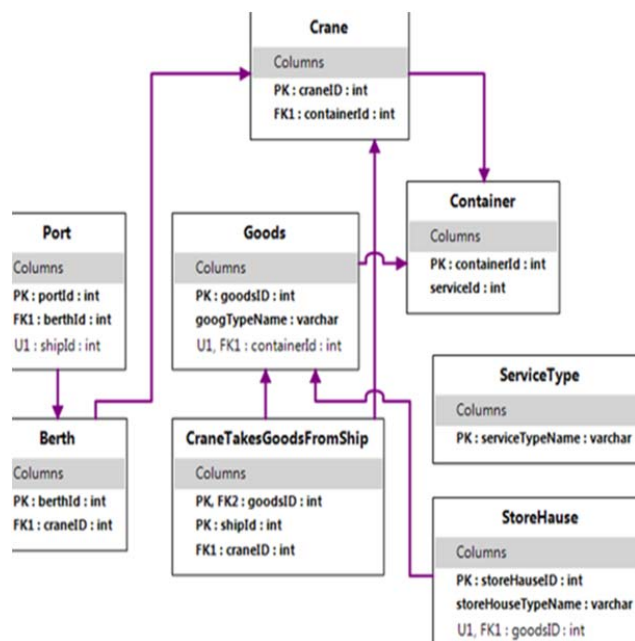 Crane
Columns
PK : craneID : int
FK1 : containerId : int
Container
Columns
PK : containerId : int
serviceId : int
Port
Columns
PK : portId : int
FK1 : berthId : int
U1 : shipId : int
Goods
Columns
PK : goodsID : int
googTypeName : varchar
U1, FK1 : containerId : int
ServiceType
Columns
PK : serviceTypeName : varchar
Berth
Columns
PK : berthId : int
FK1 : craneID : int
CraneTakesGoodsFromShip
Columns
PK, FK2 : goodsID : int
PK : shipId : int
FK1 : craneID : int
StoreHause
Columns
PK : storeHauseID : int
storeHouseTypeName : varchar
U1, FK1 : goodsID : int